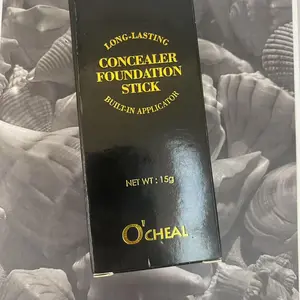 LONG-LASTING
CONCEALER
FOUNDATION
STICK
BUILT-IN APPLICATOR
NET WT : 15g
O'CHEAL